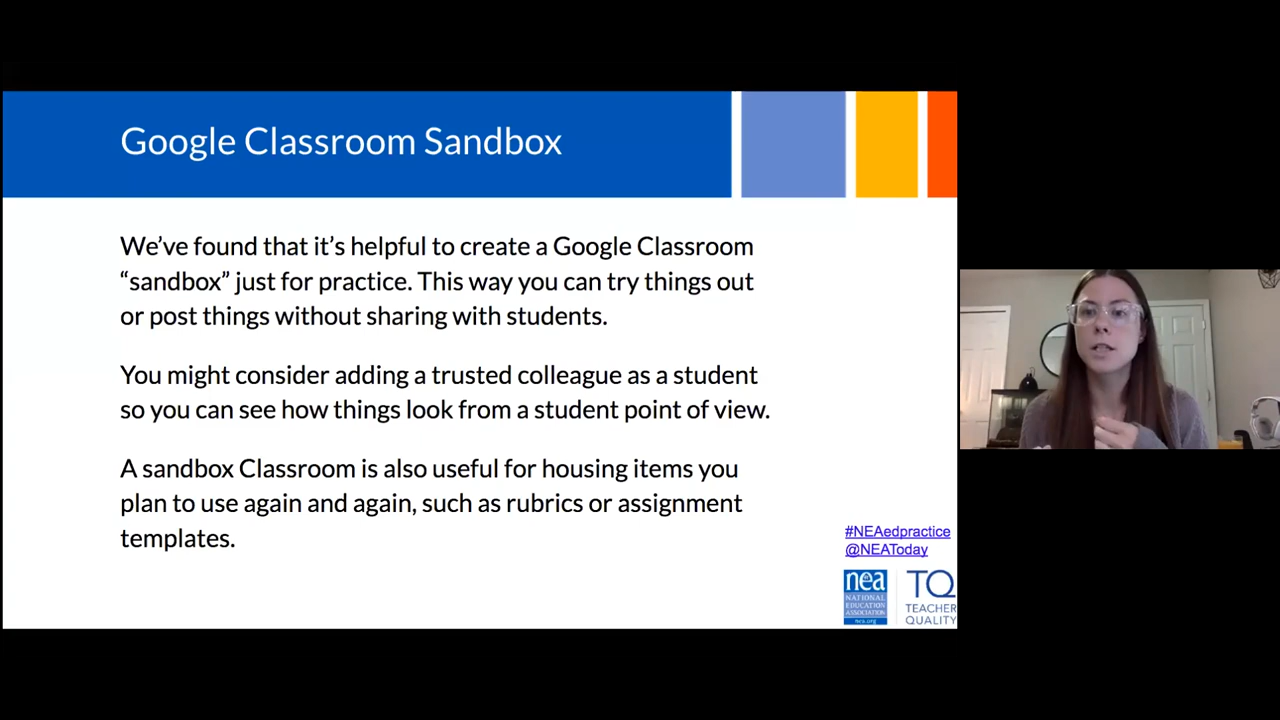 Google Classroom Sandbox
We’ve found that it’s helpful to create a Google Classroom
“sandbox” just for practice. This way you can try things out
or post things without sharing with students.
You might consider adding a trusted colleague as a student
so you can see how things look from a student point of view.
A sandbox Classroom is also useful for housing items you
plan to use again and again, such as rubrics or assignment
templates.
#NEAedpractice
@NEAToday
nea
NATIONAL
EDUCATION
ASSOCIATION
nea.org
TQ
TEACHER
QUALITY